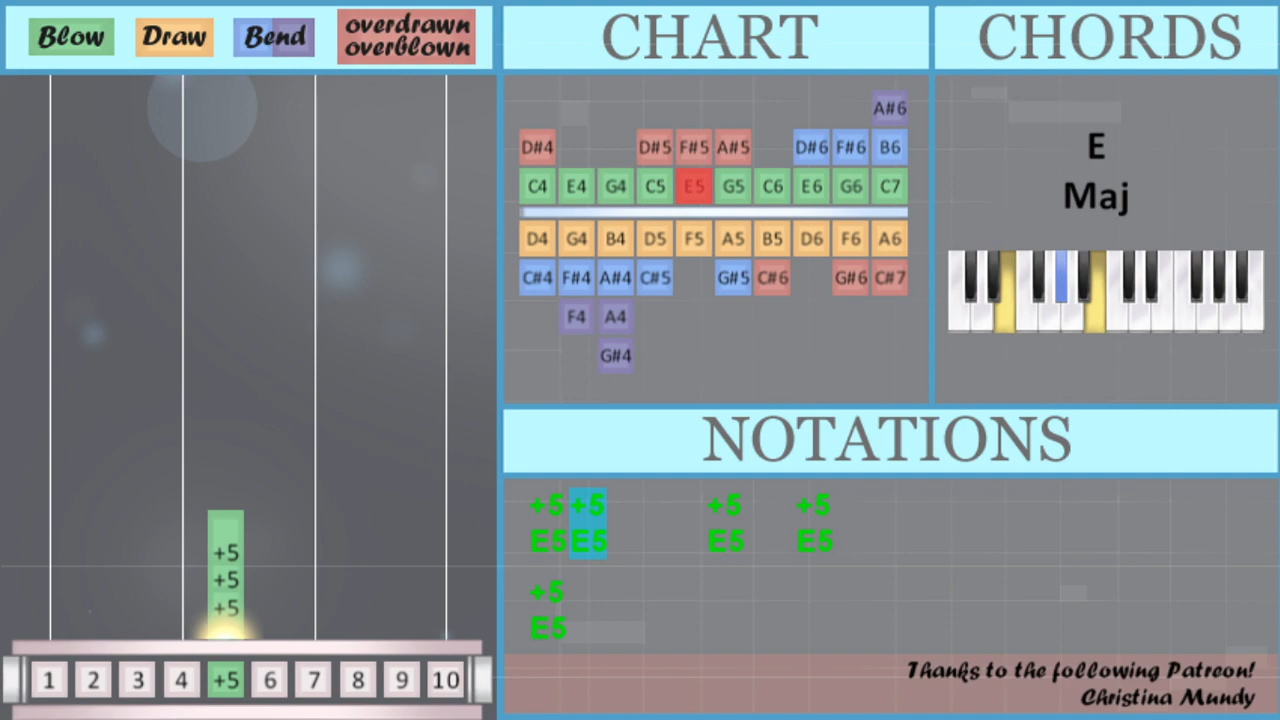 Blow Draw Bend overdrawn
overblown
CHART
CHORDS
A#6
D#4 D#5 F#5 A#5 D#6 F#6 B6
C4 E4 G4 C5 E5 G5 C6 E6 G6 C7
D4 G4 B4 D5 F5 A5 B5 D6 F6 A6
C#4 F#4 A#4 C#5 G#5 C#6 G#6 C#7
F4 A4
G#4
E
Maj
NOTATIONS
+5 +5 +5 +5
E5 E5 E5 E5
+5
E5
+5
+5
+5
1 2 3 4 +5 6 7 8 9 10
Thanks to the following Patreon!
Christina Mundy